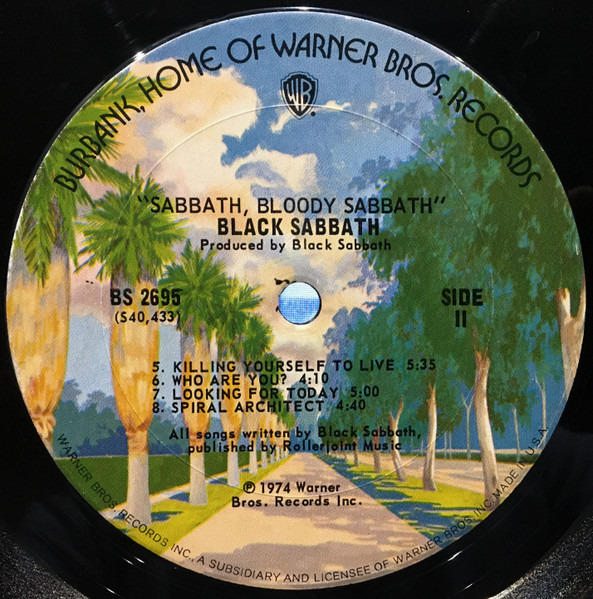 BURBANK, HOME OF WARNER BROS. RECORDS
WB
®
"SABBATH, BLOODY SABBATH"
BLACK SABBATH
Produced by Black Sabbath
BS 2695
(S40,433)
SIDE
II
5. KILLING YOURSELF TO LIVE 5:35
6. WHO ARE YOU? 4:10
7. LOOKING FOR TODAY 5:00
8. SPIRAL ARCHITECT 4:40
All songs written by Black Sabbath,
published by Rollerjoint Music
℗ 1974 Warner
Bros. Records Inc.
WARNER BROS. RECORDS INC., A SUBSIDIARY AND LICENSEE OF WARNER BROS. INC. MADE IN U.S.A.